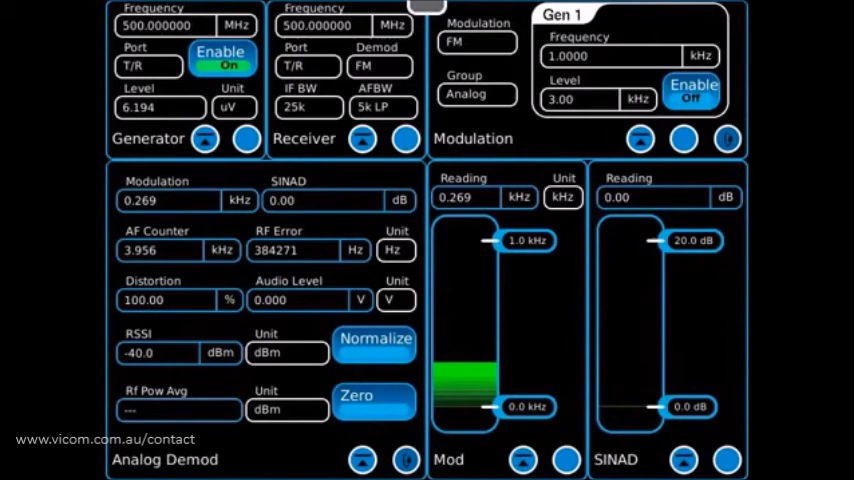 Frequency
500.000000 MHz
Port
T/R
Enable
On
Level Unit
6.194 uV
Generator
Frequency
500.000000 MHz
Port Demod
T/R FM
IF BW AFBW
25k 5k LP
Receiver
Modulation
FM
Group
Analog
Gen 1
Frequency
1.0000 kHz
Level
3.00 kHz
Enable
Off
Modulation
Modulation SINAD
0.269 kHz 0.00 dB
AF Counter RF Error Unit
3.956 kHz 384271 Hz Hz
Distortion Audio Level Unit
100.00 % 0.000 V V
RSSI Unit
-40.0 dBm dBm
Normalize
Rf Pow Avg Unit
--- dBm
Zero
Analog Demod
Reading Unit
0.269 kHz kHz
1.0 kHz
0.0 kHz
Mod
Reading
0.00 dB
20.0 dB
0.0 dB
SINAD
www.vicom.com.au/contact